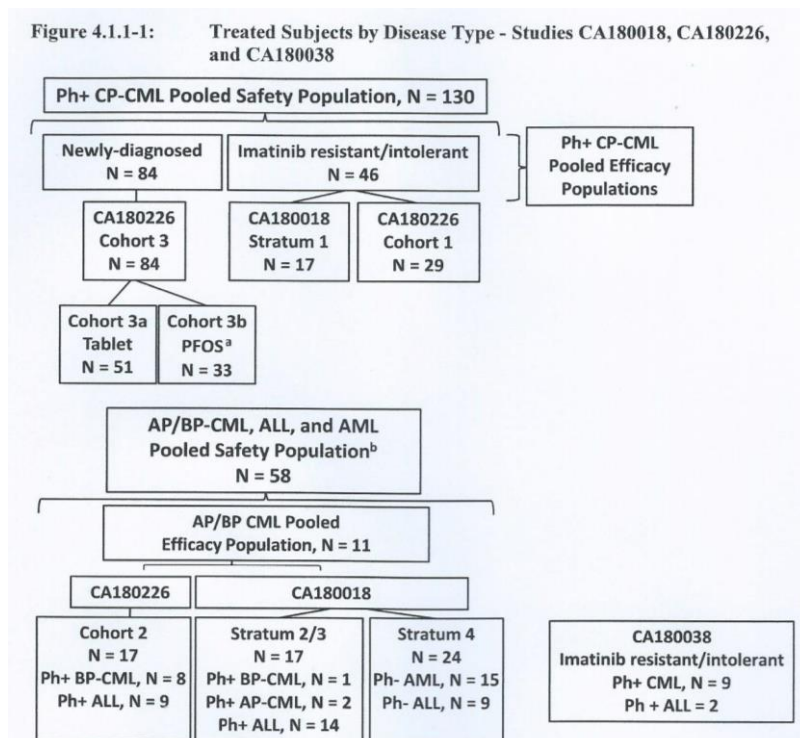 Figure 4.1.1-1: Treated Subjects by Disease Type - Studies CA180018, CA180226,
and CA180038
Ph+ CP-CML Pooled Safety Population, N = 130
Newly-diagnosed
N = 84
Imatinib resistant/intolerant
N = 46
Ph+ CP-CML
Pooled Efficacy
Populations
CA180226
Cohort 3
N = 84
CA180018
Stratum 1
N = 17
CA180226
Cohort 1
N = 29
Cohort 3a
Tablet
N = 51
Cohort 3b
PFOSᵃ
N = 33
AP/BP-CML, ALL, and AML
Pooled Safety Populationᵇ
N = 58
AP/BP CML Pooled
Efficacy Population, N = 11
CA180226
CA180018
Cohort 2
N = 17
Ph+ BP-CML, N = 8
Ph+ ALL, N = 9
Stratum 2/3
N = 17
Ph+ BP-CML, N = 1
Ph+ AP-CML, N = 2
Ph+ ALL, N = 14
Stratum 4
N = 24
Ph- AML, N = 15
Ph- ALL, N = 9
CA180038
Imatinib resistant/intolerant
Ph+ CML, N = 9
Ph + ALL = 2